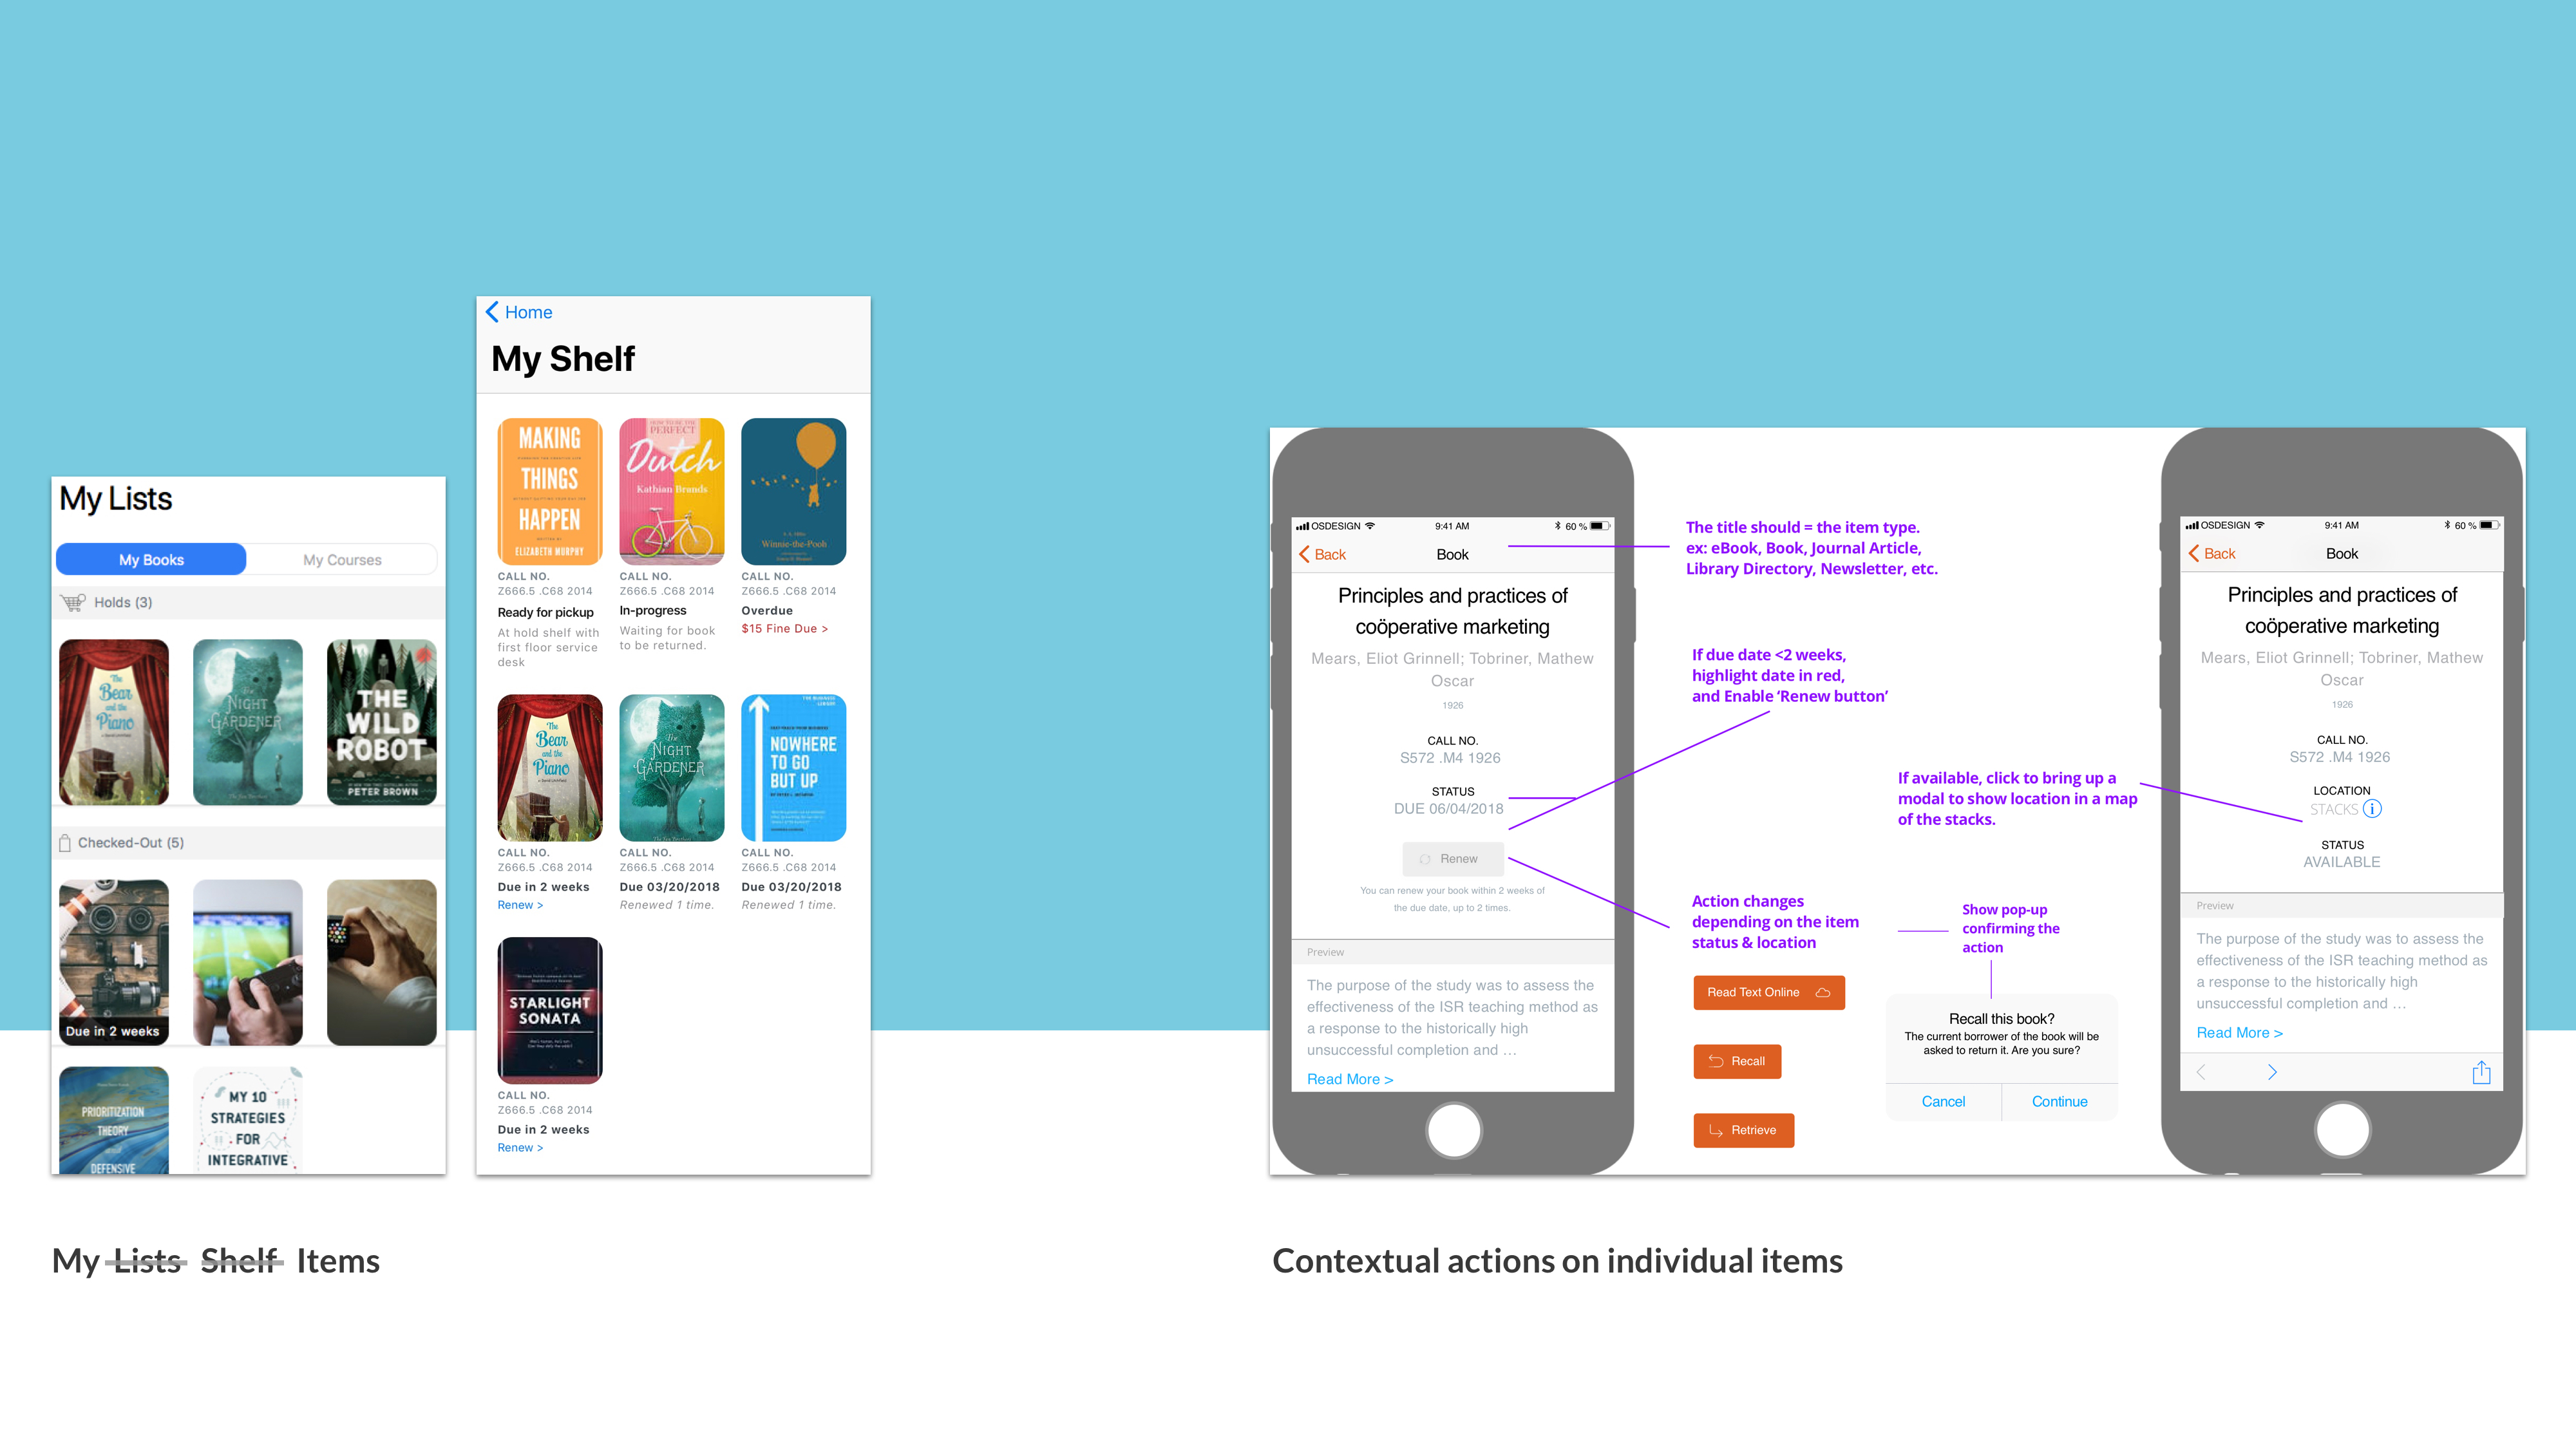 My Lists
My Books
My Courses
Holds (3)
The
Bear
and the
Piano
The
NIGHT
GARDENER
THE
WILD
ROBOT
PETER BROWN
Checked-Out (5)
Due in 2 weeks
PRIORITIZATION
THEORY
DEFENSIVE
MY 10
STRATEGIES
FOR
INTEGRATIVE
Home
My Shelf
MAKING
THINGS
HAPPEN
WRITTEN BY
ELIZABETH MURPHY
CALL NO.
Z666.5 .C68 2014
Ready for pickup
At hold shelf with
first floor service
desk
HOW TO BE THE
PERFECT
Dutch
Kathian Brands
CALL NO.
Z666.5 .C68 2014
In-progress
Waiting for book
to be returned.
A. A. Milne
Winnie-the-Pooh
CALL NO.
Z666.5 .C68 2014
Overdue
$15 Fine Due >
The
Bear
and the
Piano
CALL NO.
Z666.5 .C68 2014
Due in 2 weeks
Renew >
The
NIGHT
GARDENER
CALL NO.
Z666.5 .C68 2014
Due 03/20/2018
Renewed 1 time.
NOWHERE
TO GO
BUT UP
CALL NO.
Z666.5 .C68 2014
Due 03/20/2018
Renewed 1 time.
STARLIGHT
SONATA
CALL NO.
Z666.5 .C68 2014
Due in 2 weeks
Renew >
My Lists Shelf Items
OSDESIGN
9:41 AM
60 %
Back
Book
Principles and practices of
coöperative marketing
Mears, Eliot Grinnell; Tobriner, Mathew
Oscar
1926
CALL NO.
S572 .M4 1926
STATUS
DUE 06/04/2018
Renew
You can renew your book within 2 weeks of
the due date, up to 2 times.
Preview
The purpose of the study was to assess the
effectiveness of the ISR teaching method as
a response to the historically high
unsuccessful completion and …
Read More >
The title should = the item type.
ex: eBook, Book, Journal Article,
Library Directory, Newsletter, etc.
If due date <2 weeks,
highlight date in red,
and Enable ‘Renew button’
If available, click to bring up a
modal to show location in a map
of the stacks.
Action changes
depending on the item
status & location
Read Text Online
Recall
Retrieve
Show pop-up
confirming the
action
Recall this book?
The current borrower of the book will be
asked to return it. Are you sure?
Cancel
Continue
OSDESIGN
9:41 AM
60 %
Back
Book
Principles and practices of
coöperative marketing
Mears, Eliot Grinnell; Tobriner, Mathew
Oscar
1926
CALL NO.
S572 .M4 1926
LOCATION
STACKS i
STATUS
AVAILABLE
Preview
The purpose of the study was to assess the
effectiveness of the ISR teaching method as
a response to the historically high
unsuccessful completion and …
Read More >
Contextual actions on individual items